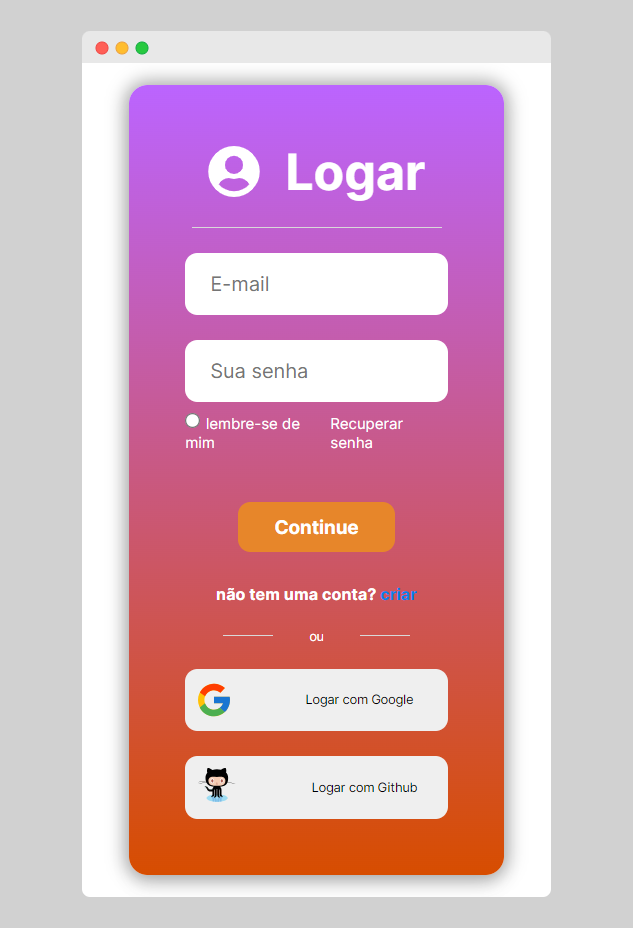 Logar
E-mail
Sua senha
lembre-se de
mim
Recuperar
senha
Continue
não tem uma conta? criar
ou
Logar com Google
Logar com Github